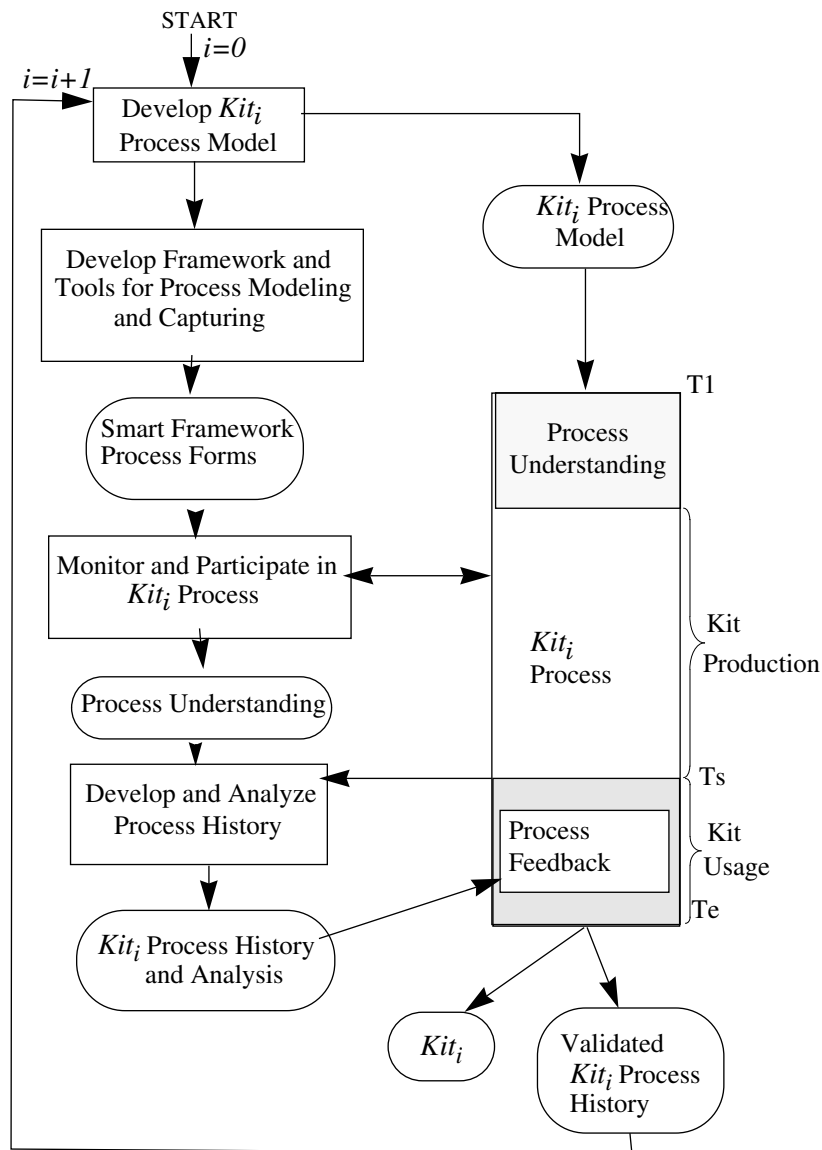 START
i=0
i=i+1
Develop Kit_i
Process Model
Kit_i Process
Model
Develop Framework and
Tools for Process Modeling
and Capturing
T1
Smart Framework
Process Forms
Process
Understanding
Monitor and Participate in
Kit_i Process
Kit_i
Process
Kit
Production
Process Understanding
Ts
Develop and Analyze
Process History
Process
Feedback
Kit
Usage
Te
Kit_i Process History
and Analysis
Kit_i
Validated
Kit_i Process
History